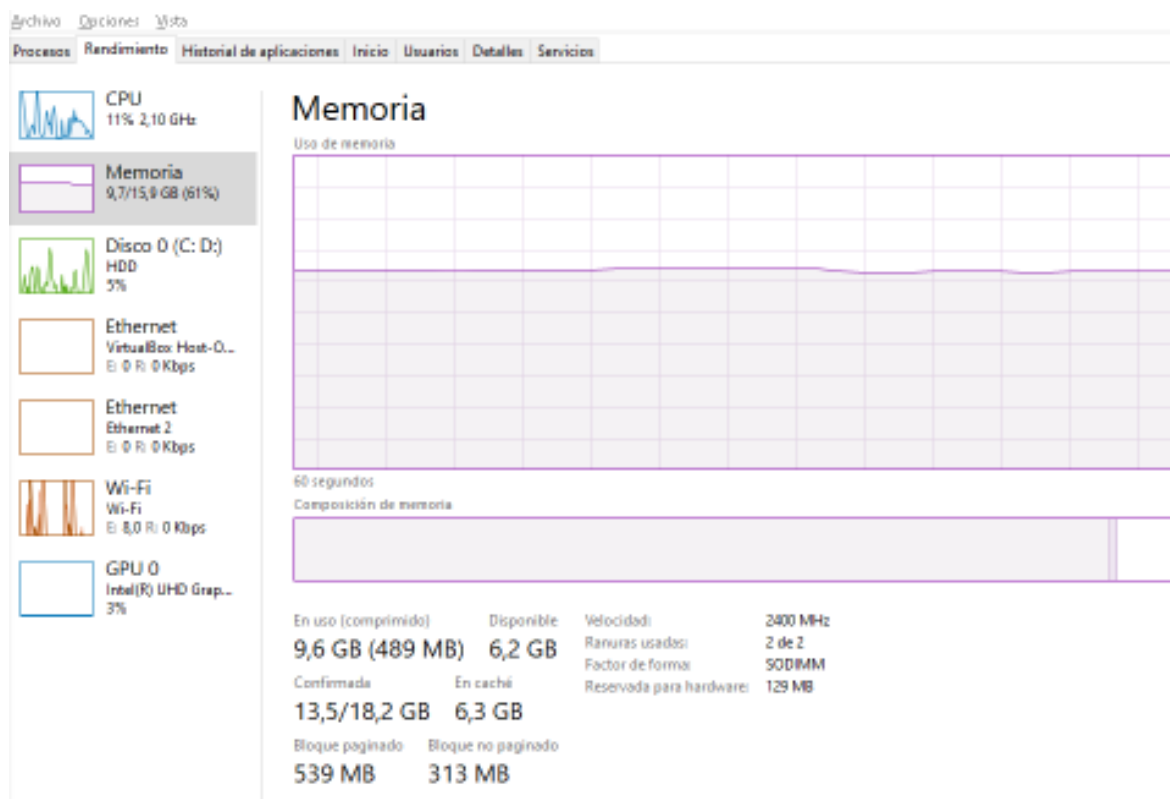 Archivo Opciones Vista
Procesos Rendimiento Historial de aplicaciones Inicio Usuarios Detalles Servicios
CPU
11% 2,10 GHz
Memoria
9,7/15,9 GB (61%)
Disco 0 (C: D:)
HDD
5%
Ethernet
VirtualBox Host-O...
E: 0 R: 0 Kbps
Ethernet
Ethernet 2
E: 0 R: 0 Kbps
Wi-Fi
Wi-Fi
E: 8,0 R: 0 Kbps
GPU 0
Intel(R) UHD Grap...
3%
Memoria
Uso de memoria
60 segundos
Composición de memoria
En uso (comprimido) Disponible
9,6 GB (489 MB) 6,2 GB
Confirmada En caché
13,5/18,2 GB 6,3 GB
Bloque paginado Bloque no paginado
539 MB 313 MB
Velocidad: 2400 MHz
Ranuras usadas: 2 de 2
Factor de forma: SODIMM
Reservada para hardware: 129 MB